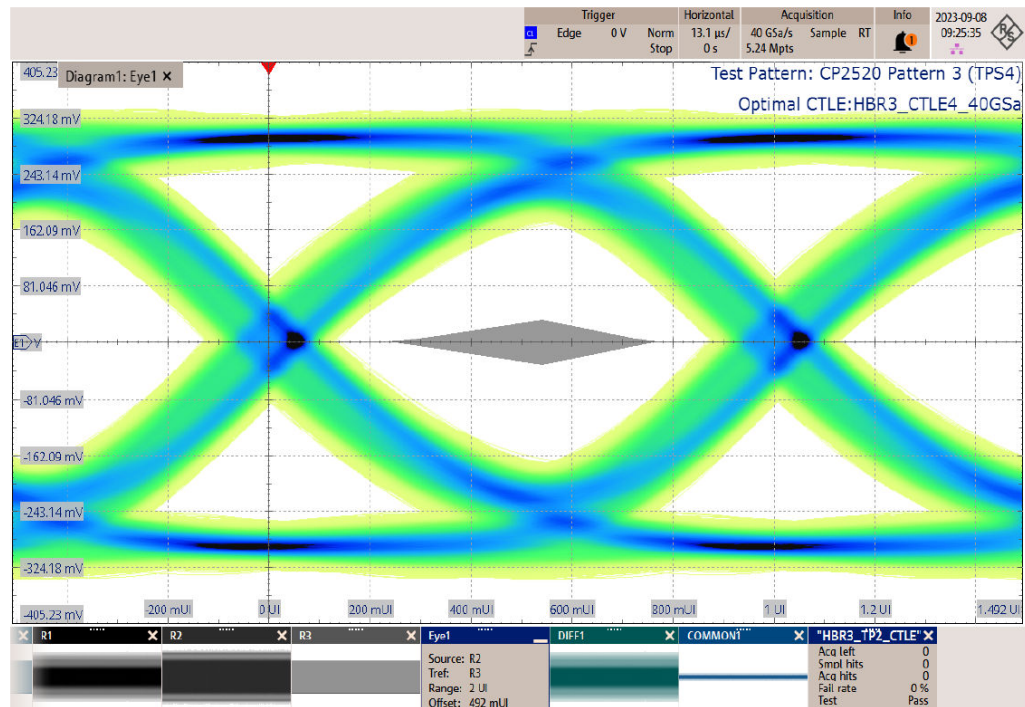 Trigger Horizontal Acquisition Info 2023-09-08
C1 Edge 0 V Norm 13.1 µs/ 40 GSa/s Sample RT 1 09:25:35 R&S
Stop 0 s 5.24 Mpts
405.23
Diagram1: Eye1 ×
Test Pattern: CP2520 Pattern 3 (TPS4)
Optimal CTLE:HBR3_CTLE4_40GSa
324.18 mV
243.14 mV
162.09 mV
81.046 mV
E1 Y
-81.046 mV
-162.09 mV
-243.14 mV
-324.18 mV
-405.23 mV
-200 mUI 0 UI 200 mUI 400 mUI 600 mUI 800 mUI 1 UI 1.2 UI 1.492 UI
R1 R2 R3 Eye1 DIFF1 COMMON1 "HBR3_TP2_CTLE"
Source: R2
Tref: R3
Range: 2 UI
Offset: 492 mUI
Acq left 0
Smpl hits 0
Acq hits 0
Fail rate 0 %
Test Pass